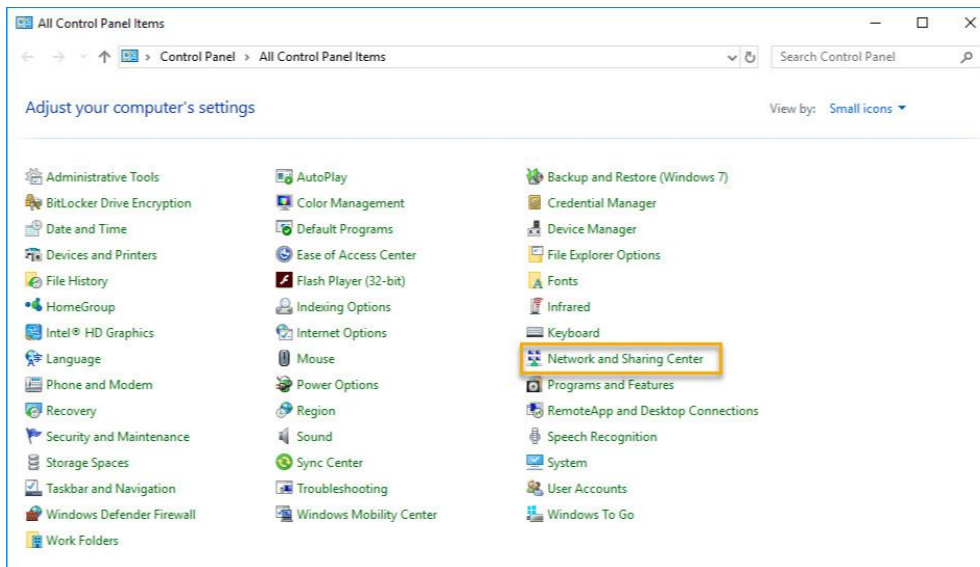 All Control Panel Items
Control Panel > All Control Panel Items
Search Control Panel
Adjust your computer's settings
View by: Small icons
Administrative Tools AutoPlay Backup and Restore (Windows 7)
BitLocker Drive Encryption Color Management Credential Manager
Date and Time Default Programs Device Manager
Devices and Printers Ease of Access Center File Explorer Options
File History Flash Player (32-bit) Fonts
HomeGroup Indexing Options Infrared
Intel® HD Graphics Internet Options Keyboard
Language Mouse Network and Sharing Center
Phone and Modem Power Options Programs and Features
Recovery Region RemoteApp and Desktop Connections
Security and Maintenance Sound Speech Recognition
Storage Spaces Sync Center System
Taskbar and Navigation Troubleshooting User Accounts
Windows Defender Firewall Windows Mobility Center Windows To Go
Work Folders